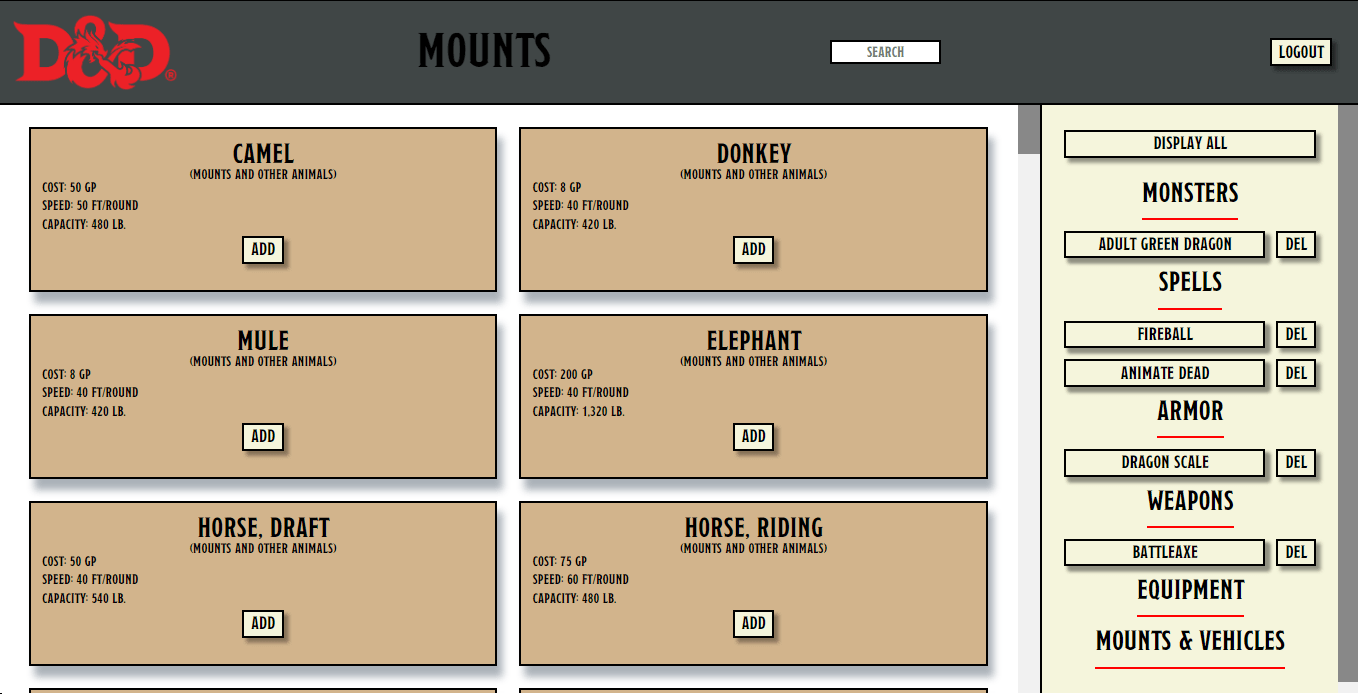 D&D®
MOUNTS
SEARCH
LOGOUT
CAMEL
(MOUNTS AND OTHER ANIMALS)
COST: 50 GP
SPEED: 50 FT/ROUND
CAPACITY: 480 LB.
ADD
DONKEY
(MOUNTS AND OTHER ANIMALS)
COST: 8 GP
SPEED: 40 FT/ROUND
CAPACITY: 420 LB.
ADD
MULE
(MOUNTS AND OTHER ANIMALS)
COST: 8 GP
SPEED: 40 FT/ROUND
CAPACITY: 420 LB.
ADD
ELEPHANT
(MOUNTS AND OTHER ANIMALS)
COST: 200 GP
SPEED: 40 FT/ROUND
CAPACITY: 1,320 LB.
ADD
HORSE, DRAFT
(MOUNTS AND OTHER ANIMALS)
COST: 50 GP
SPEED: 40 FT/ROUND
CAPACITY: 540 LB.
ADD
HORSE, RIDING
(MOUNTS AND OTHER ANIMALS)
COST: 75 GP
SPEED: 60 FT/ROUND
CAPACITY: 480 LB.
ADD
DISPLAY ALL
MONSTERS
ADULT GREEN DRAGON DEL
SPELLS
FIREBALL DEL
ANIMATE DEAD DEL
ARMOR
DRAGON SCALE DEL
WEAPONS
BATTLEAXE DEL
EQUIPMENT
MOUNTS & VEHICLES